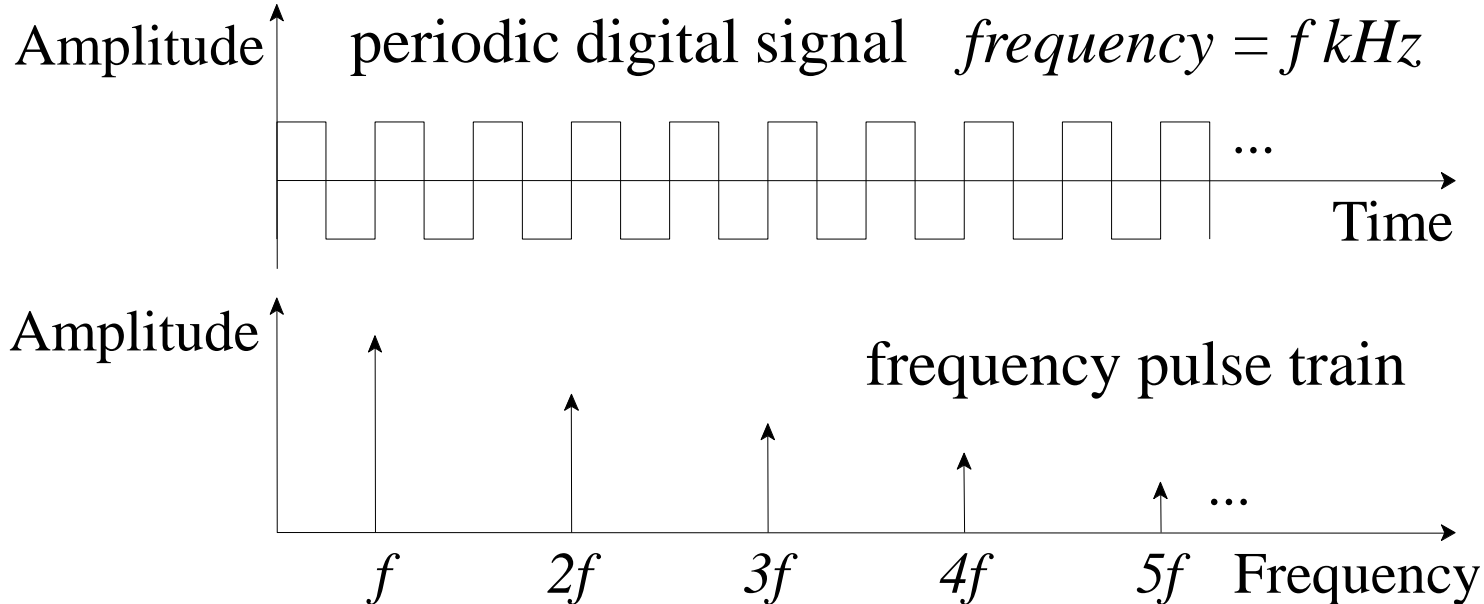 Amplitude
periodic digital signal frequency = f kHz
...
Time
Amplitude
frequency pulse train
...
f 2f 3f 4f 5f Frequency